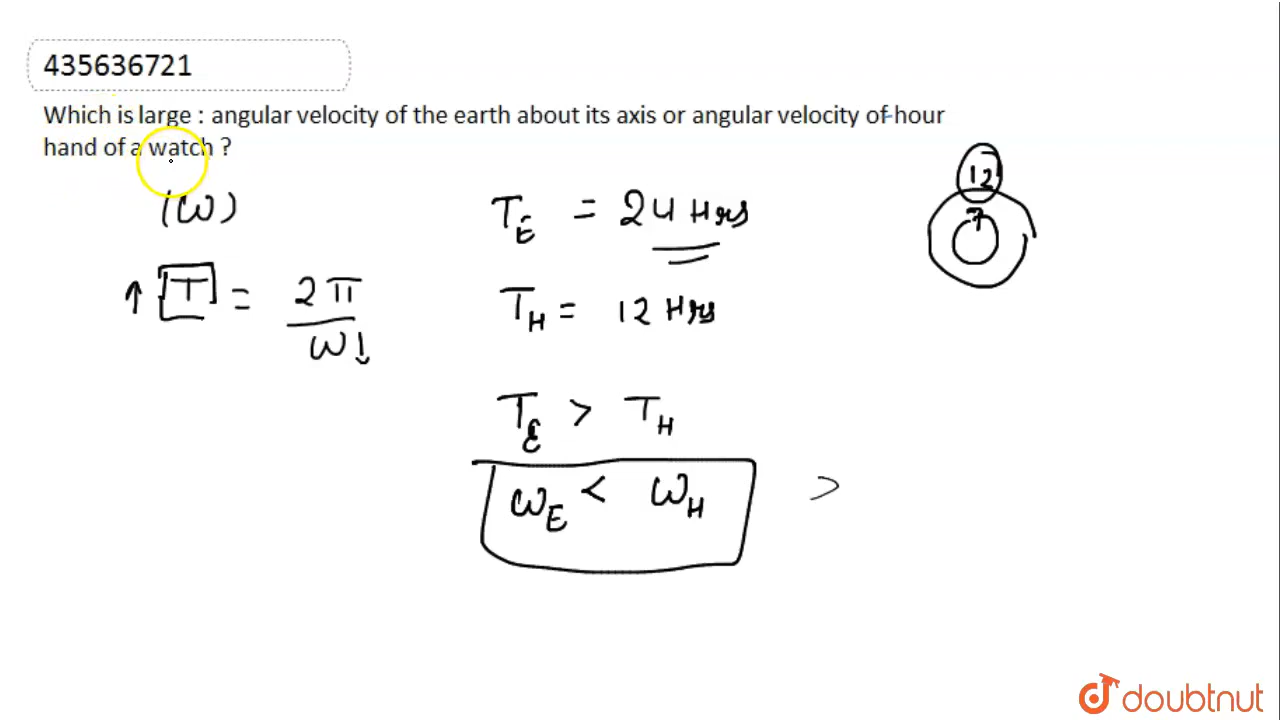 435636721
Which is large : angular velocity of the earth about its axis or angular velocity of-hour
hand of a watch ?
(ω)
T_E = 24 Hrs
12
↑ T = 2π / ω↓
T_H = 12 Hrs
T_E > T_H
ω_E < ω_H >
doubtnut